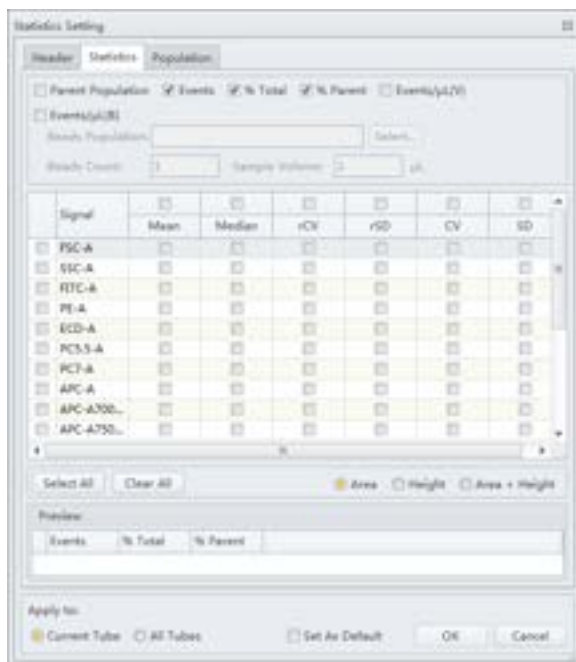 Statistics Setting
Header Statistics Population
Parent Population Events % Total % Parent Events/μL(V)
Events/μL(B)
Beads Population: Select...
Beads Count: Sample Volume: μL
Signal Mean Median rCV rSD CV SD
FSC-A
SSC-A
FITC-A
PE-A
ECD-A
PC5.5-A
PC7-A
APC-A
APC-A700...
APC-A750...
Select All Clear All Area Height Area + Height
Preview:
Events % Total % Parent
Apply to:
Current Tube All Tubes Set As Default OK Cancel